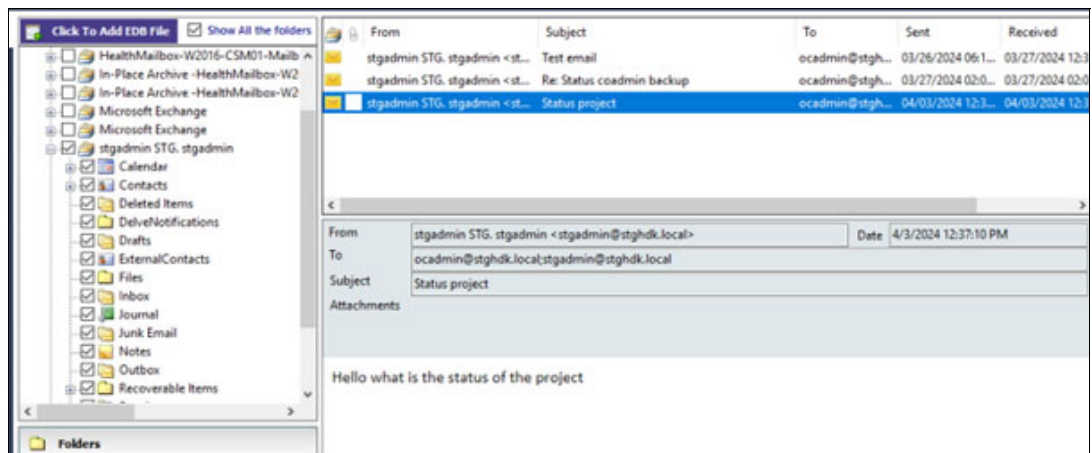 Click To Add EDB File Show All the folders
HealthMailbox-W2016-CSM01-Mailb
In-Place Archive -HealthMailbox-W2
In-Place Archive -HealthMailbox-W2
Microsoft Exchange
Microsoft Exchange
stgadmin STG. stgadmin
Calendar
Contacts
Deleted Items
DelveNotifications
Drafts
ExternalContacts
Files
Inbox
Journal
Junk Email
Notes
Outbox
Recoverable Items
Folders
From Subject To Sent Received
stgadmin STG. stgadmin <st... Test email ocadmin@stgh... 03/26/2024 06:1... 03/27/2024 12:3
stgadmin STG. stgadmin <st... Re: Status coadmin backup ocadmin@stgh... 03/27/2024 02:0... 03/27/2024 02:0
stgadmin STG. stgadmin <st... Status project ocadmin@stgh... 04/03/2024 12:3... 04/03/2024 12:3
From stgadmin STG. stgadmin <stgadmin@stghdk.local> Date 4/3/2024 12:37:10 PM
To ocadmin@stghdk.local;stgadmin@stghdk.local
Subject Status project
Attachments
Hello what is the status of the project